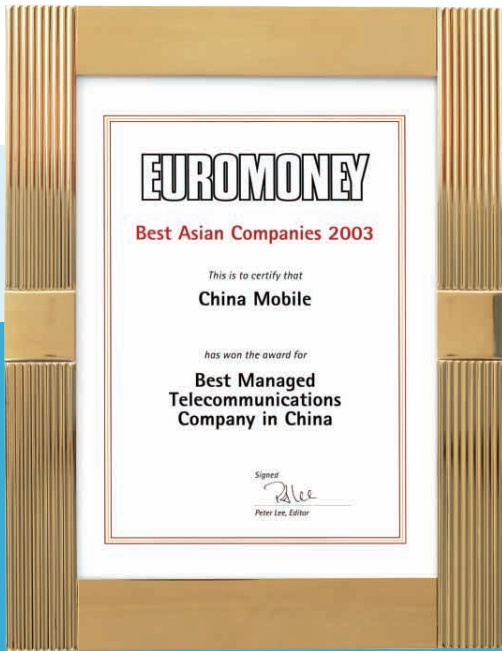 EUROMONEY
Best Asian Companies 2003
This is to certify that
China Mobile
has won the award for
Best Managed
Telecommunications
Company in China
Signed
PLee
Peter Lee, Editor